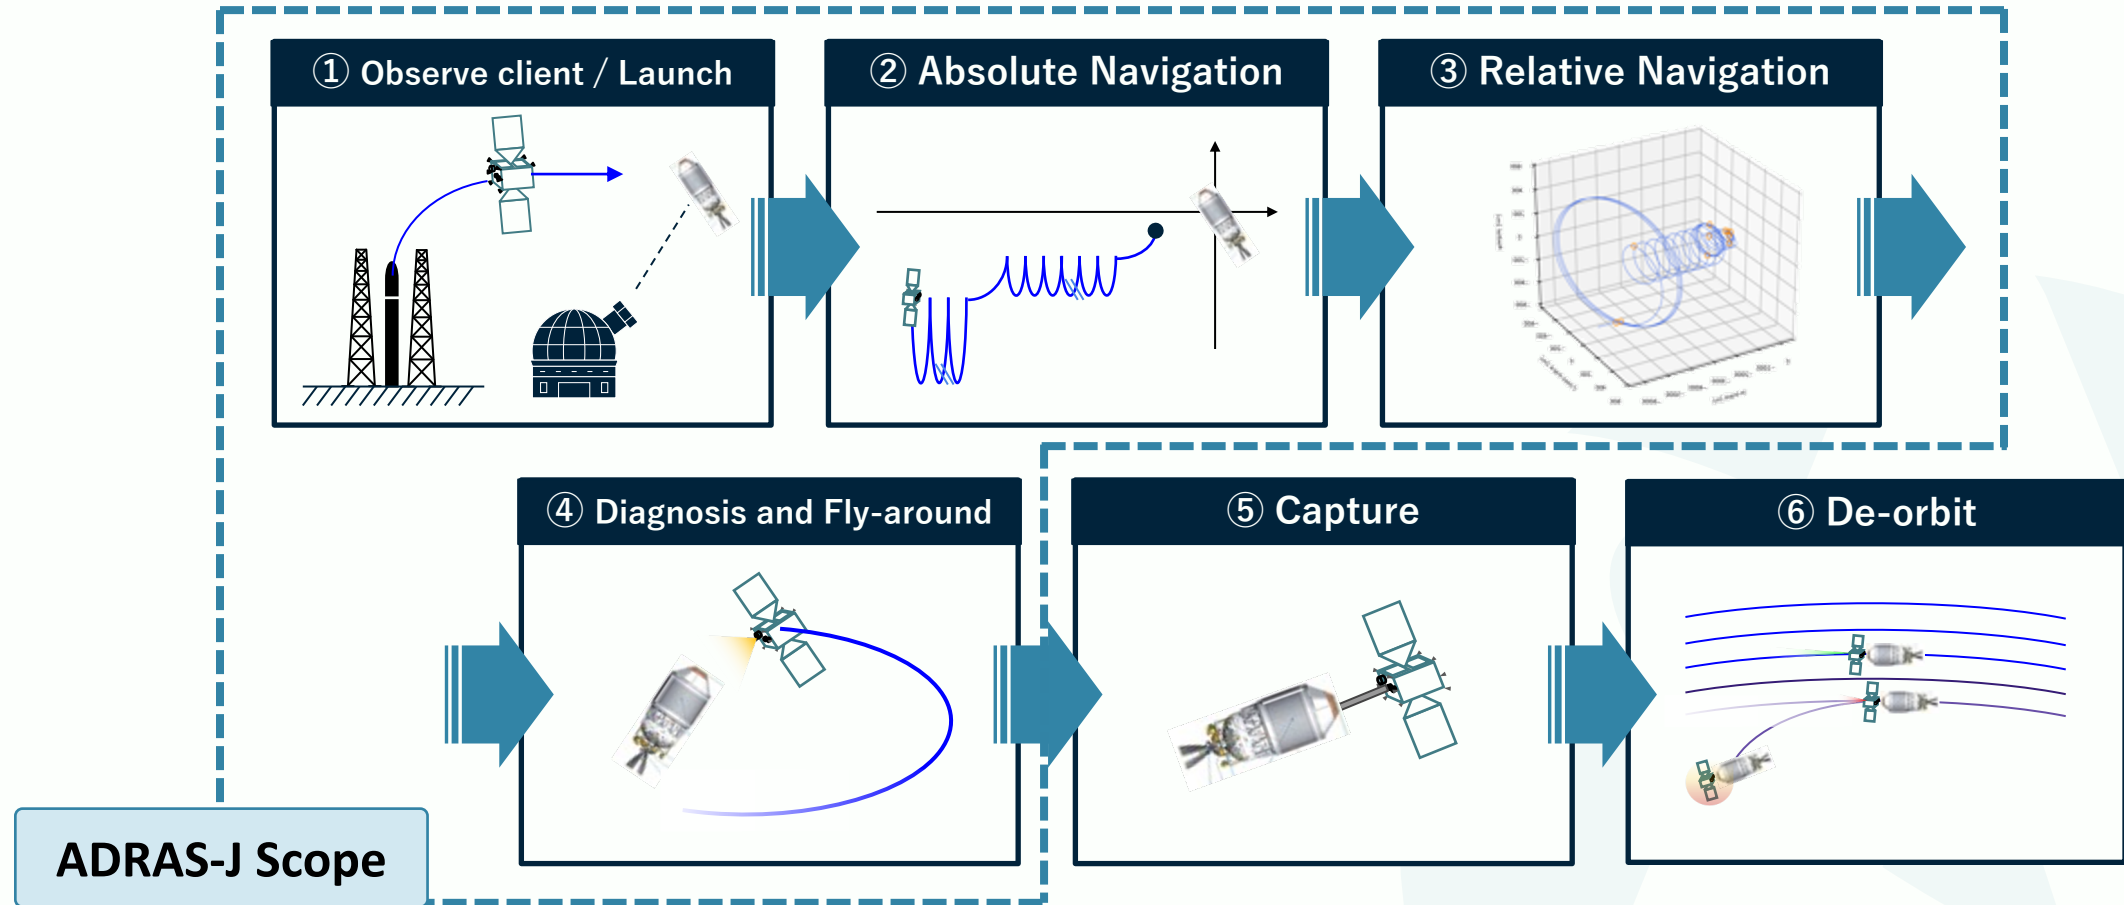 ① Observe client / Launch
② Absolute Navigation
③ Relative Navigation
④ Diagnosis and Fly-around
⑤ Capture
⑥ De-orbit
ADRAS-J Scope